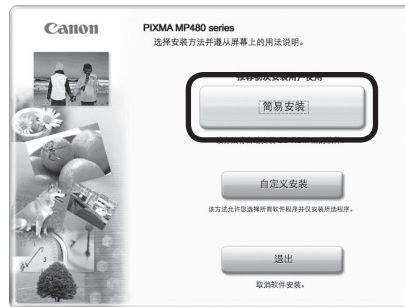 Canon
PIXMA MP480 series
选择安装方法并遵从屏幕上的用法说明。
推荐初次安装用户使用
简易安装
自定义安装
该方法允许您选择所需软件程序并仅安装所选程序。
退出
取消软件安装。